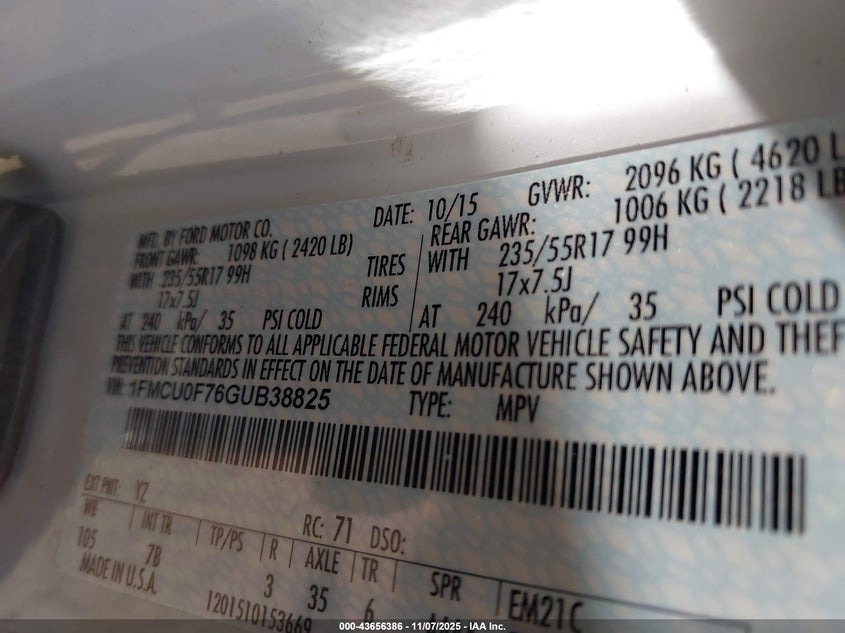 MFD. BY FORD MOTOR CO. DATE: 10/15 GVWR: 2096 KG ( 4620 L
FRONT GAWR: 1098 KG ( 2420 LB) REAR GAWR: 1006 KG ( 2218 LB
WITH 235/55R17 99H TIRES WITH 235/55R17 99H
17x7.5J RIMS 17x7.5J
AT 240 kPa/ 35 PSI COLD AT 240 kPa/ 35 PSI COLD
THIS VEHICLE CONFORMS TO ALL APPLICABLE FEDERAL MOTOR VEHICLE SAFETY AND THEF
PREVENTION STANDARDS IN EFFECT ON THE DATE OF MANUFACTURE SHOWN ABOVE.
VIN: 1FMCU0F76GUB38825 TYPE: MPV
EXT PNT: YZ RC: 71 DSO:
WB INT TR TP/PS R AXLE TR SPR EM21C
105 7B 3 35 6
MADE IN U.S.A. 1201510153669
000-43656386 - 11/07/2025 - IAA Inc.